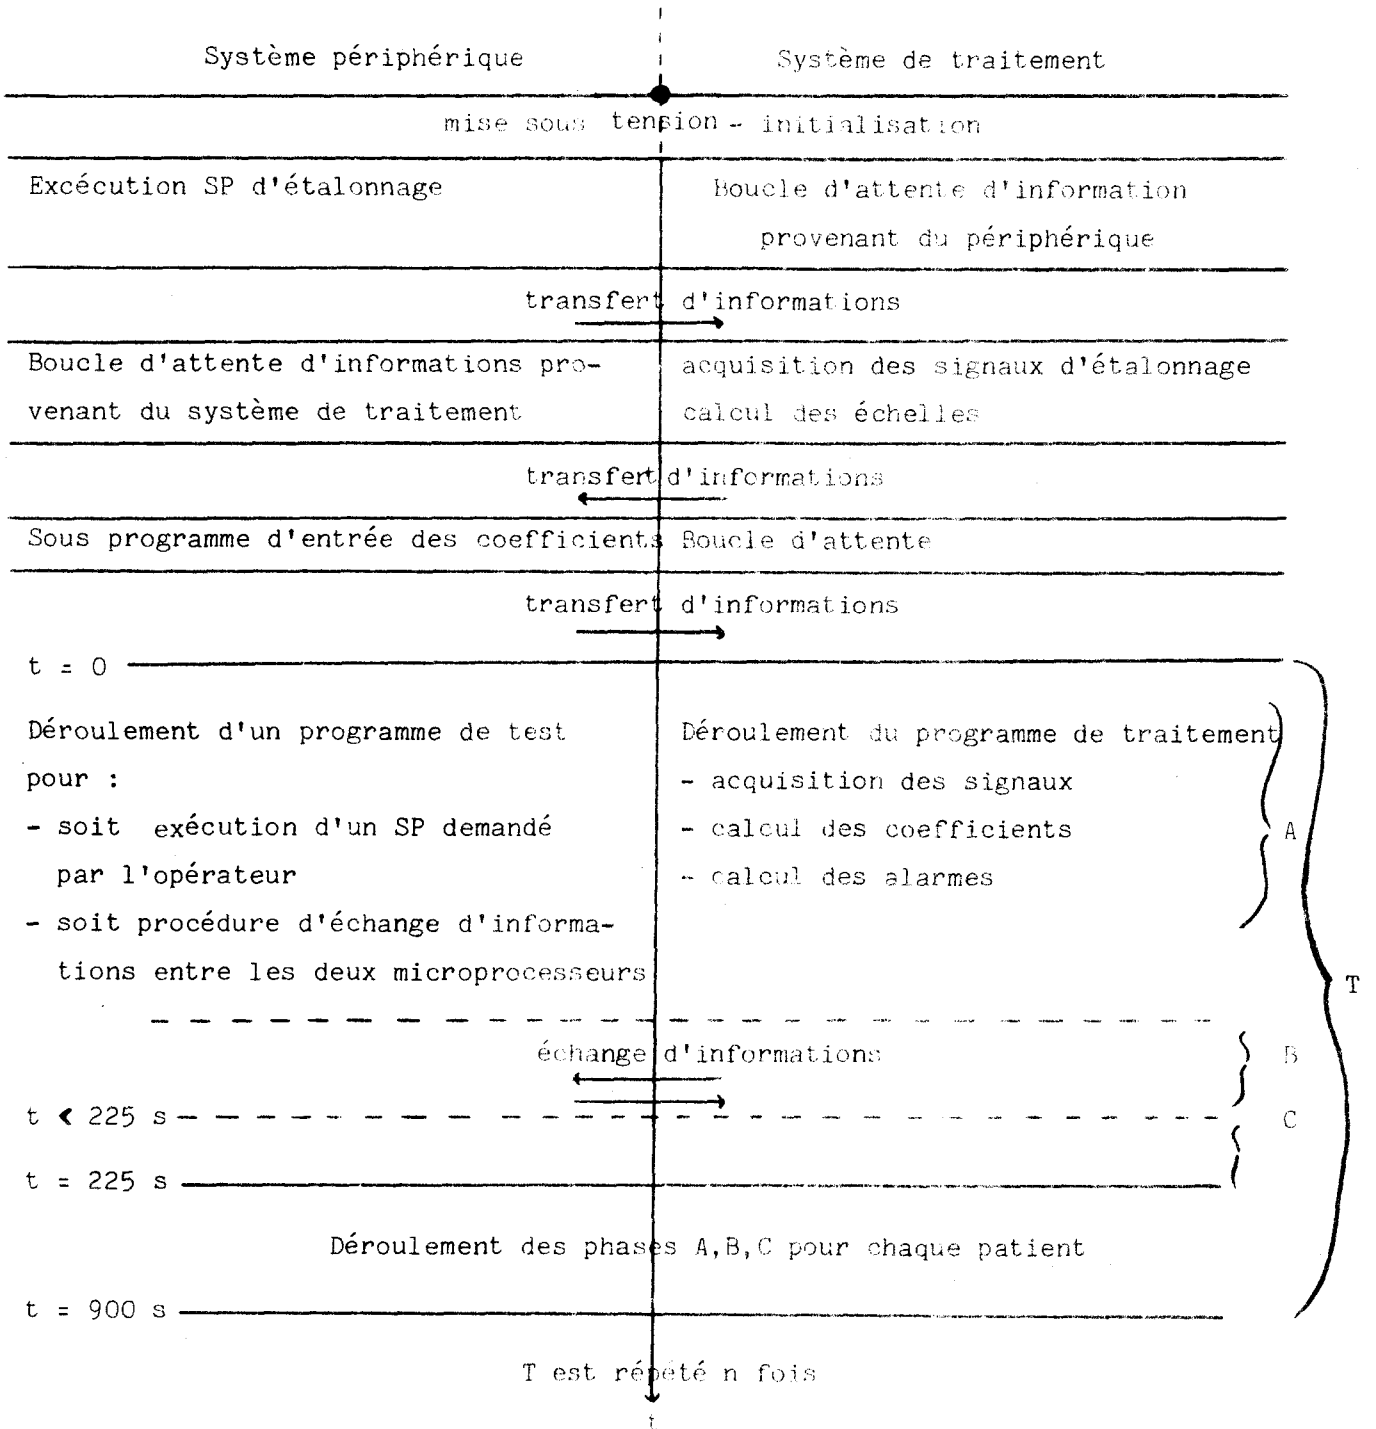 Système périphérique
Système de traitement
mise sous tension - initialisation
Excécution SP d'étalonnage
Boucle d'attente d'information
provenant du périphérique
transfert d'informations
Boucle d'attente d'informations pro-
venant du système de traitement
acquisition des signaux d'étalonnage
calcul des échelles
transfert d'informations
Sous programme d'entrée des coefficients
Boucle d'attente
transfert d'informations
t = 0
Déroulement d'un programme de test
pour :
- soit exécution d'un SP demandé
par l'opérateur
- soit procédure d'échange d'informa-
tions entre les deux microprocesseurs
Déroulement du programme de traitement
- acquisition des signaux
- calcul des coefficients
- calcul des alarmes
A
T
échange d'informations
B
t < 225 s
C
t = 225 s
Déroulement des phases A,B,C pour chaque patient
t = 900 s
T est répété n fois
t